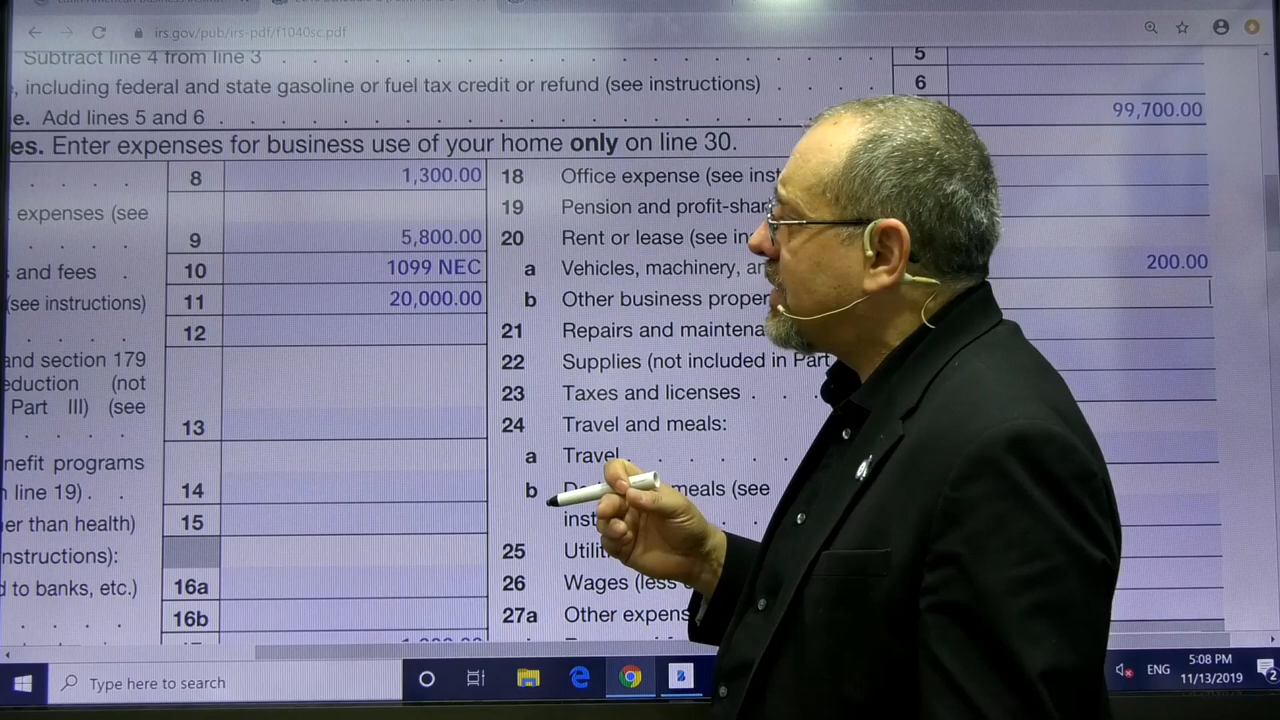 irs.gov/pub/irs-pdf/f1040sc.pdf
Subtract line 4 from line 3
5
, including federal and state gasoline or fuel tax credit or refund (see instructions)
6
e. Add lines 5 and 6
99,700.00
es. Enter expenses for business use of your home only on line 30.
8 1,300.00
18 Office expense (see inst
expenses (see
19 Pension and profit-shar
9 5,800.00
20 Rent or lease (see in
and fees . 10 1099 NEC
a Vehicles, machinery, an
200.00
(see instructions) 11 20,000.00
b Other business proper
12
21 Repairs and maintena
and section 179
22 Supplies (not included in Part
eduction (not
23 Taxes and licenses
Part III) (see
24 Travel and meals:
13
a Travel
nefit programs
b meals (see
line 19) . . 14
inst
er than health) 15
25 Utili
nstructions):
26 Wages (less
d to banks, etc.) 16a
27a Other expens
16b
Type here to search
ENG
5:08 PM
11/13/2019
2